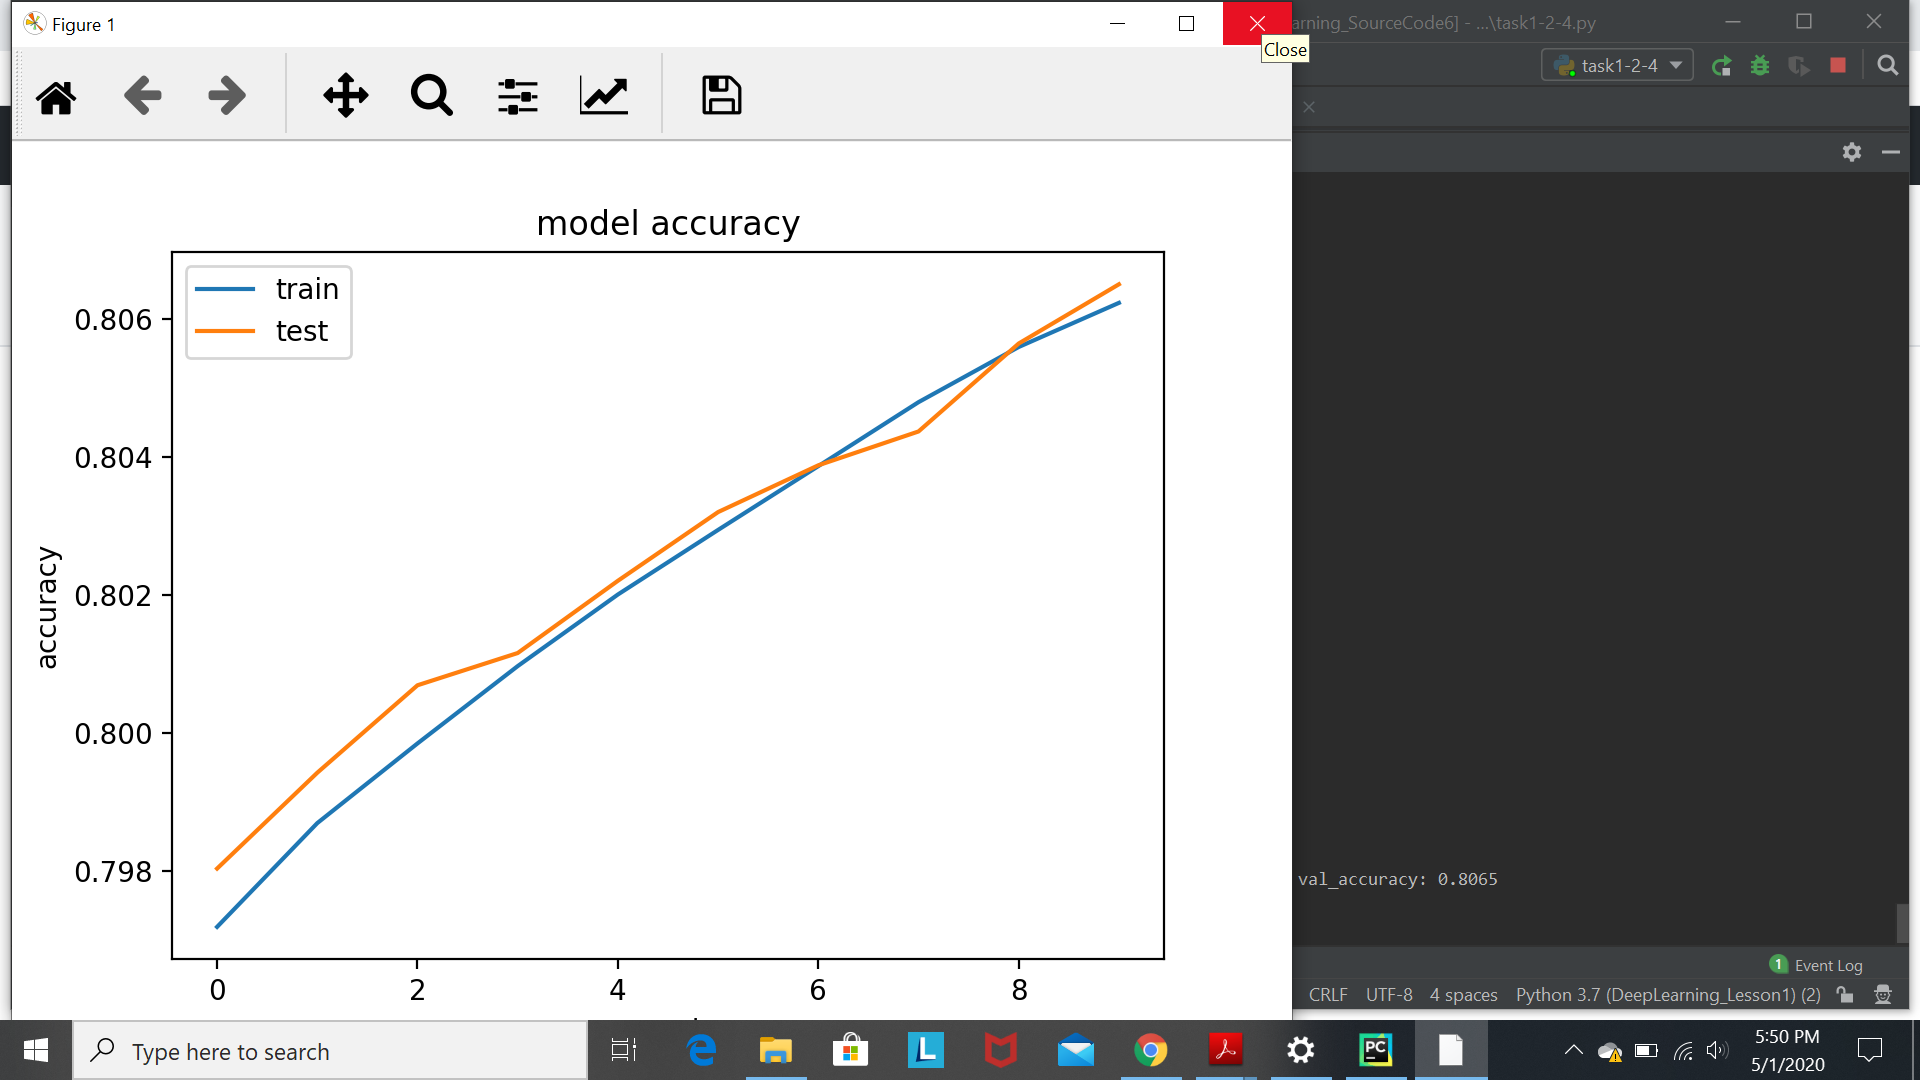 Figure 1
arning_SourceCode6] - ...\task1-2-4.py
Close
task1-2-4
model accuracy
train
test
0.806
0.804
0.802
0.800
0.798
accuracy
0 2 4 6 8
val_accuracy: 0.8065
1 Event Log
CRLF UTF-8 4 spaces Python 3.7 (DeepLearning_Lesson1) (2)
Type here to search
L
PC
5:50 PM
5/1/2020